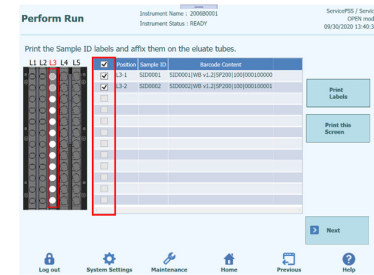 Perform Run
Instrument Name : 2006B0001
Instrument Status : READY
ServicePSS / Servic
OPEN mod
09/30/2020 13:40:3
Print the Sample ID labels and affix them on the eluate tubes.
L1 L2 L3 L4 L5
Position Sample ID Barcode Content
L3-1 SID0001 SID0001|WB v1.2|SP200|100|000100000
L3-2 SID0002 SID0002|WB v1.2|SP200|100|000100001
Print
Labels
Print this
Screen
Next
Log out
System Settings
Maintenance
Home
Previous
Help